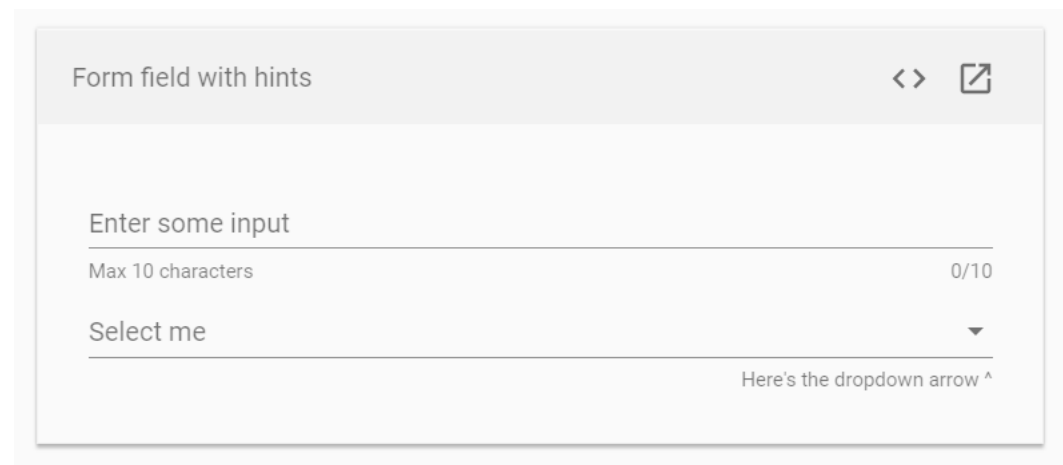 Form field with hints
Enter some input
Max 10 characters 0/10
Select me
Here's the dropdown arrow ^